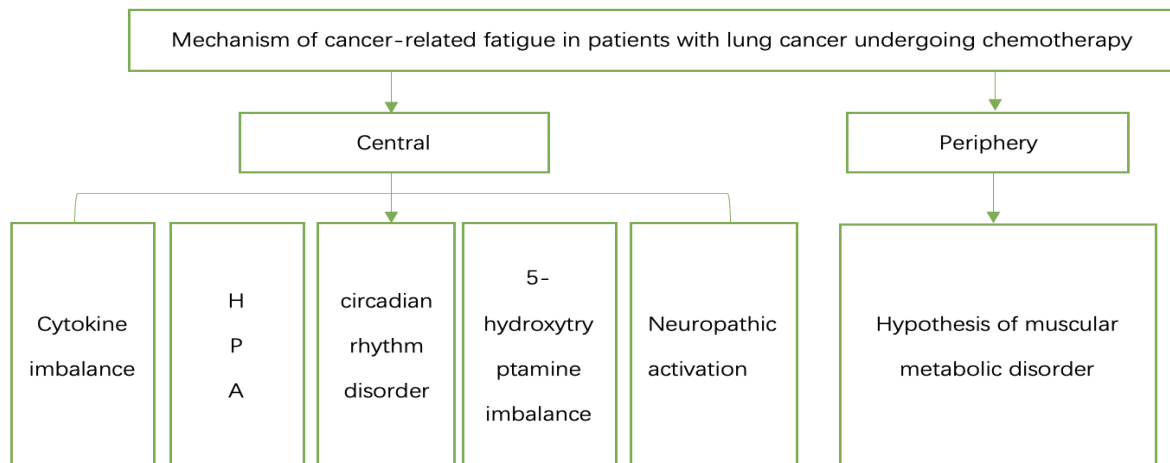 Mechanism of cancer-related fatigue in patients with lung cancer undergoing chemotherapy
Central
Periphery
Cytokine
imbalance
H
P
A
circadian
rhythm
disorder
5-
hydroxytry
ptamine
imbalance
Neuropathic
activation
Hypothesis of muscular
metabolic disorder